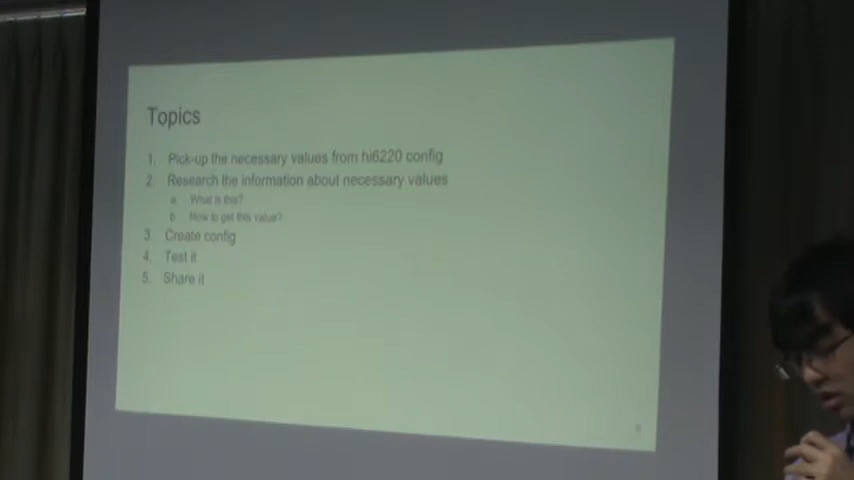 Topics
1. Pick-up the necessary values from hi6220 config
2. Research the information about necessary values
a. What is this?
b. How to get this value?
3. Create config
4. Test it
5. Share it